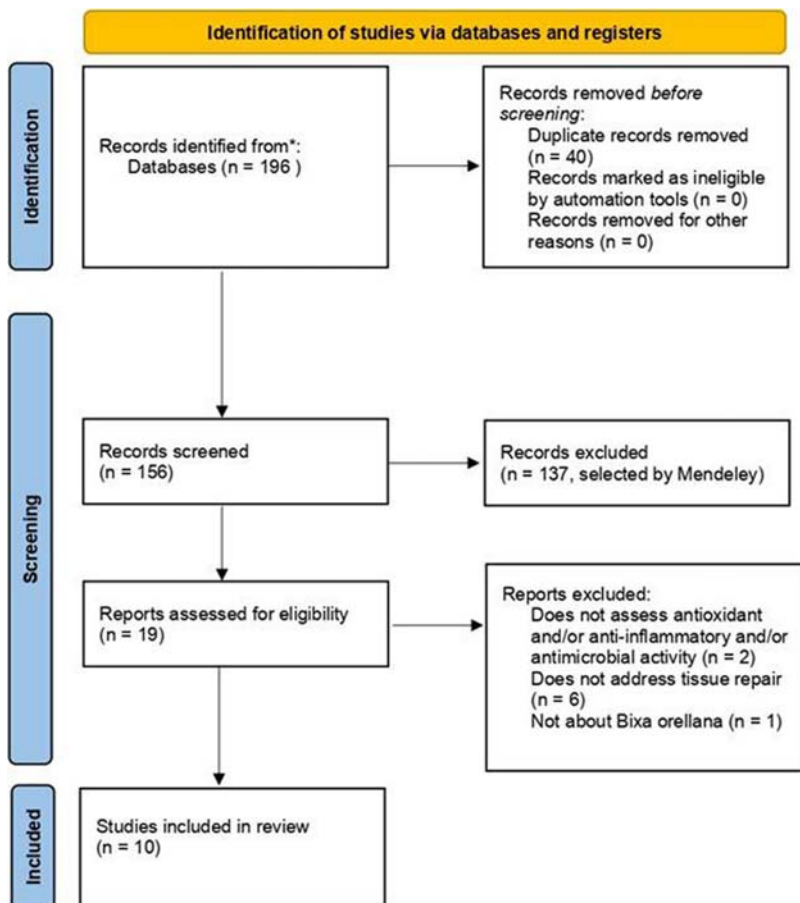 Identification of studies via databases and registers
Identification
Records identified from*:
Databases (n = 196 )
Records removed before
screening:
Duplicate records removed
(n = 40)
Records marked as ineligible
by automation tools (n = 0)
Records removed for other
reasons (n = 0)
Screening
Records screened
(n = 156)
Records excluded
(n = 137, selected by Mendeley)
Reports assessed for eligibility
(n = 19)
Reports excluded:
Does not assess antioxidant
and/or anti-inflammatory and/or
antimicrobial activity (n = 2)
Does not address tissue repair
(n = 6)
Not about Bixa orellana (n = 1)
Included
Studies included in review
(n = 10)